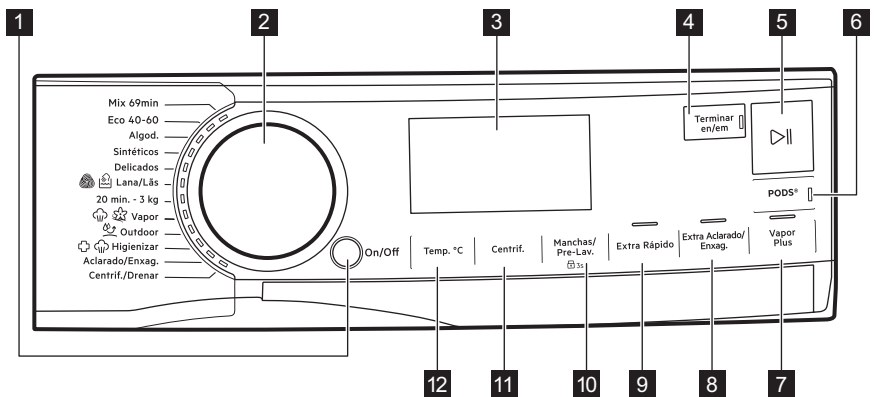 1
2
3
4
5
6
Mix 69min
Eco 40-60
Algod.
Sintéticos
Delicados
Lana/Lãs
20 min. - 3 kg
Vapor
Outdoor
Higienizar
Aclarado/Enxag.
Centrif./Drenar
On/Off
Temp. °C
Centrif.
Manchas/
Pre-Lav.
3s
Extra Rápido
Extra Aclarado/
Enxag.
Vapor
Plus
Terminar
en/em
PODS®
12
11
10
9
8
7